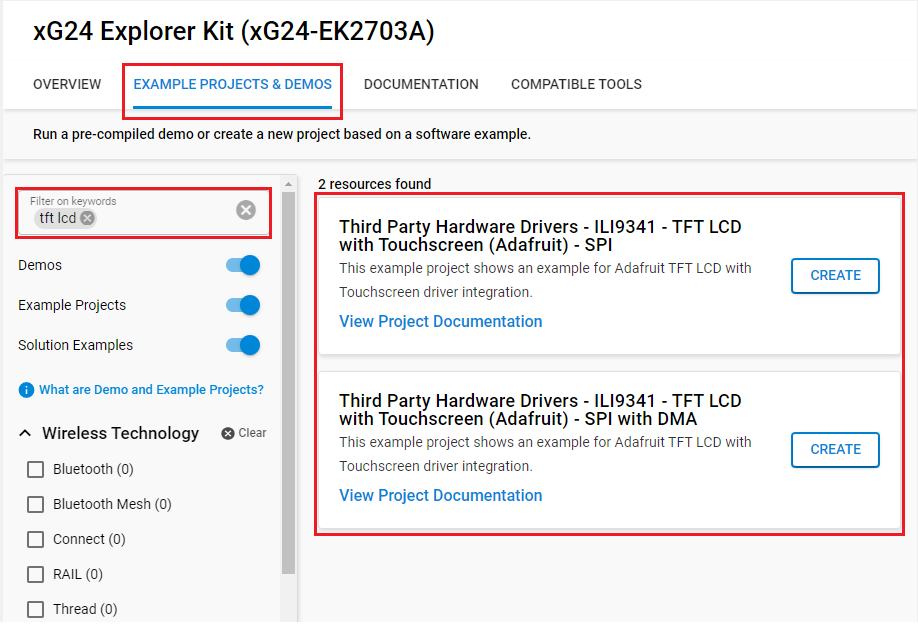 xG24 Explorer Kit (xG24-EK2703A)
OVERVIEW
EXAMPLE PROJECTS & DEMOS
DOCUMENTATION
COMPATIBLE TOOLS
Run a pre-compiled demo or create a new project based on a software example.
Filter on keywords
tft lcd
Demos
Example Projects
Solution Examples
What are Demo and Example Projects?
Wireless Technology
Clear
Bluetooth (0)
Bluetooth Mesh (0)
Connect (0)
RAIL (0)
Thread (0)
2 resources found
Third Party Hardware Drivers - ILI9341 - TFT LCD
with Touchscreen (Adafruit) - SPI
This example project shows an example for Adafruit TFT LCD with
Touchscreen driver integration.
View Project Documentation
CREATE
Third Party Hardware Drivers - ILI9341 - TFT LCD
with Touchscreen (Adafruit) - SPI with DMA
This example project shows an example for Adafruit TFT LCD with
Touchscreen driver integration.
View Project Documentation
CREATE